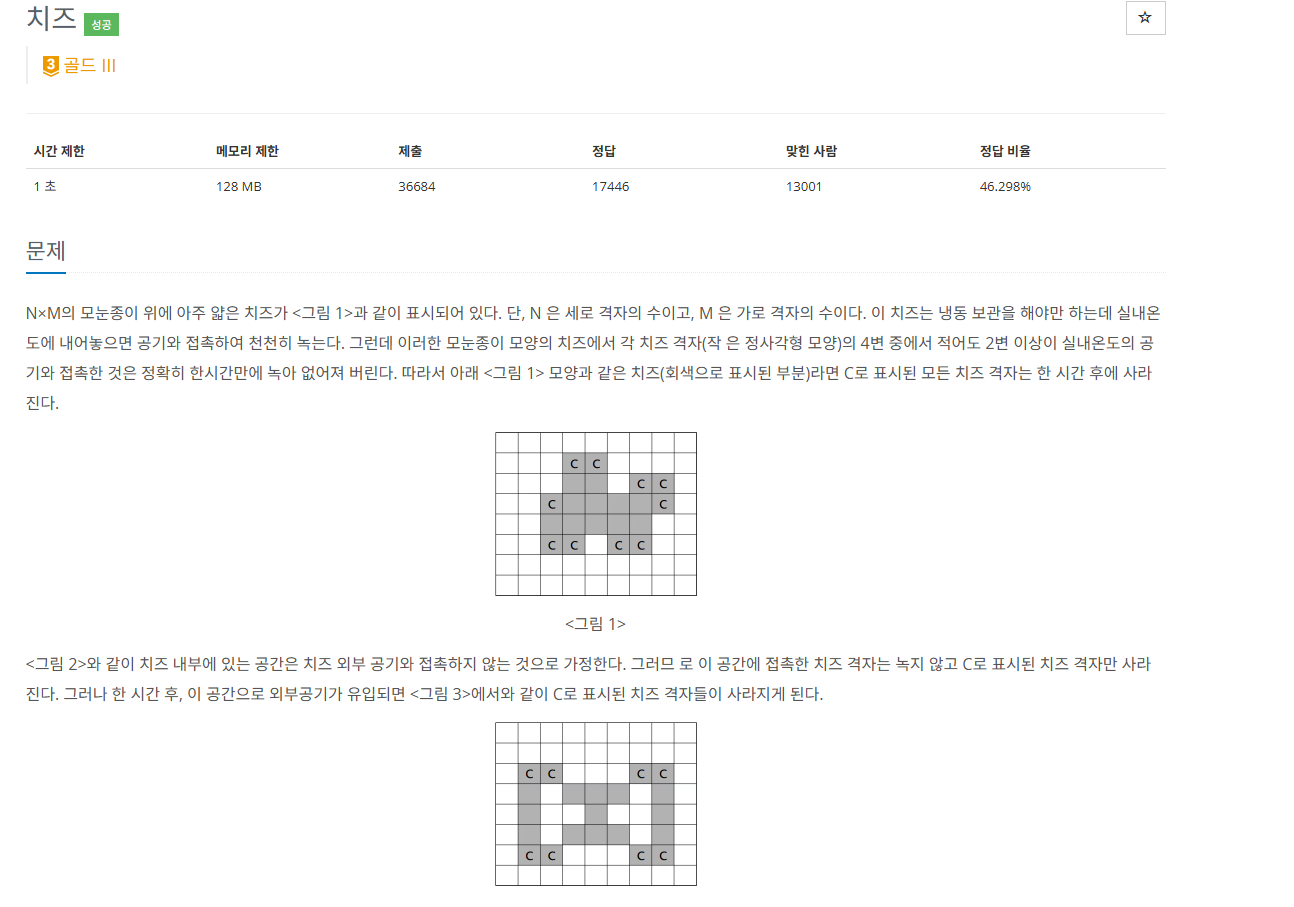 치즈 성공
☆
3 골드 III
시간 제한 메모리 제한 제출 정답 맞힌 사람 정답 비율
1 초 128 MB 36684 17446 13001 46.298%
문제
N×M의 모눈종이 위에 아주 얇은 치즈가 <그림 1>과 같이 표시되어 있다. 단, N 은 세로 격자의 수이고, M 은 가로 격자의 수이다. 이 치즈는 냉동 보관을 해야만 하는데 실내온
도에 내어놓으면 공기와 접촉하여 천천히 녹는다. 그런데 이러한 모눈종이 모양의 치즈에서 각 치즈 격자(작 은 정사각형 모양)의 4변 중에서 적어도 2변 이상이 실내온도의 공
기와 접촉한 것은 정확히 한시간만에 녹아 없어져 버린다. 따라서 아래 <그림 1> 모양과 같은 치즈(회색으로 표시된 부분)라면 C로 표시된 모든 치즈 격자는 한 시간 후에 사라
진다.
C C
C C
C C
C C C C
<그림 1>
<그림 2>와 같이 치즈 내부에 있는 공간은 치즈 외부 공기와 접촉하지 않는 것으로 가정한다. 그러므 로 이 공간에 접촉한 치즈 격자는 녹지 않고 C로 표시된 치즈 격자만 사라
진다. 그러나 한 시간 후, 이 공간으로 외부공기가 유입되면 <그림 3>에서와 같이 C로 표시된 치즈 격자들이 사라지게 된다.
C C C C
C C C C